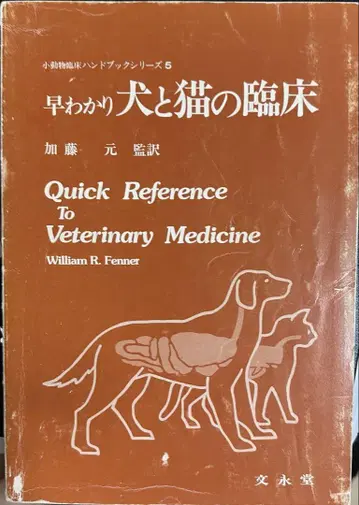 小動物臨床ハンドブックシリーズ 5
早わかり 犬と猫の臨床
加藤 元 監訳
Quick Reference
To
Veterinary Medicine
William R. Fenner
文永堂